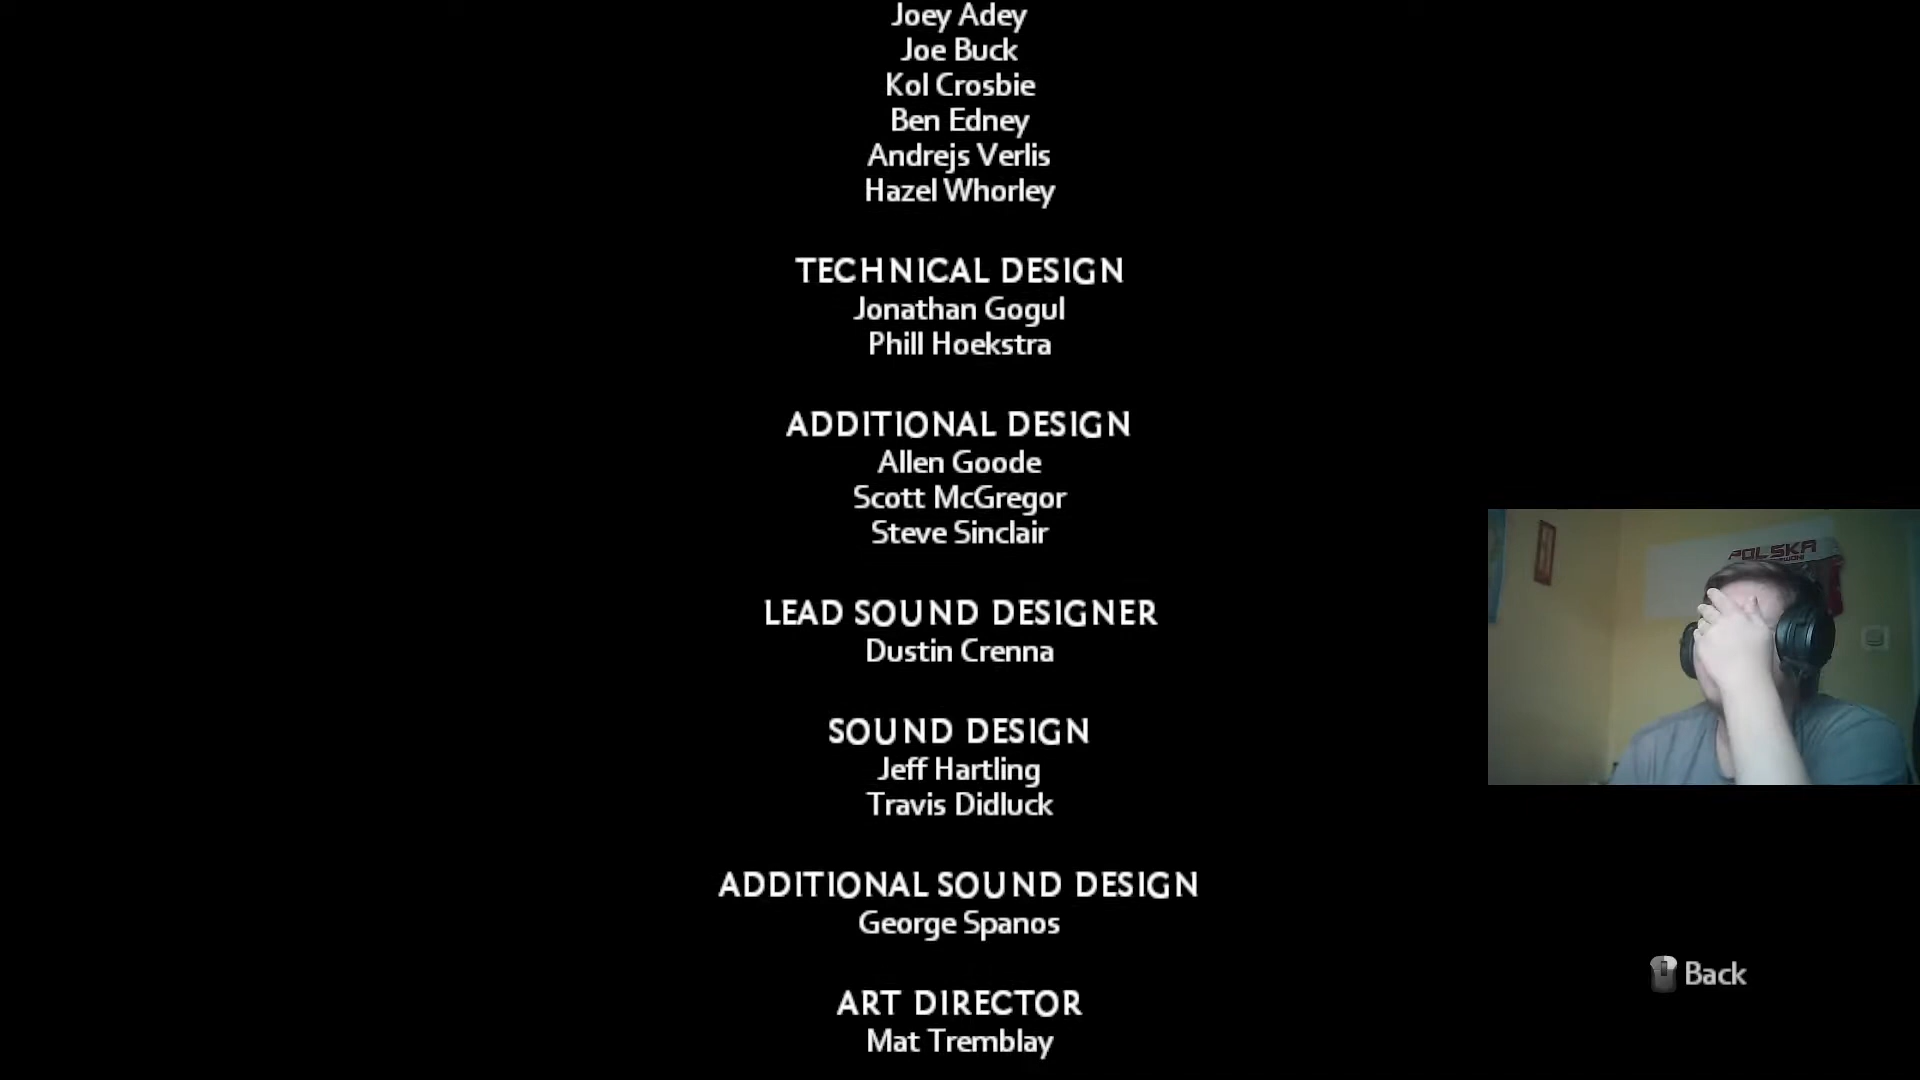 Joey Adey
Joe Buck
Kol Crosbie
Ben Edney
Andrejs Verlis
Hazel Whorley
TECHNICAL DESIGN
Jonathan Gogul
Phill Hoekstra
ADDITIONAL DESIGN
Allen Goode
Scott McGregor
Steve Sinclair
LEAD SOUND DESIGNER
Dustin Crenna
SOUND DESIGN
Jeff Hartling
Travis Didluck
ADDITIONAL SOUND DESIGN
George Spanos
ART DIRECTOR
Mat Tremblay
POLSKA
Back